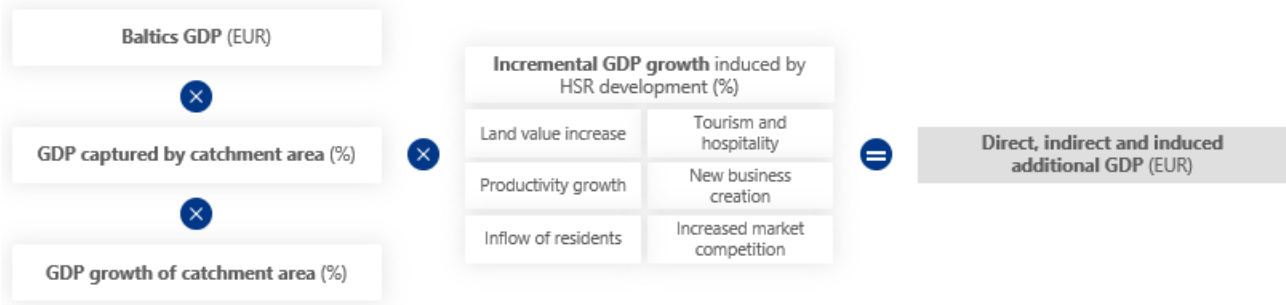 Baltics GDP (EUR)
GDP captured by catchment area (%)
GDP growth of catchment area (%)
Incremental GDP growth induced by
HSR development (%)
Land value increase
Tourism and
hospitality
Productivity growth
New business
creation
Inflow of residents
Increased market
competition
Direct, indirect and induced
additional GDP (EUR)